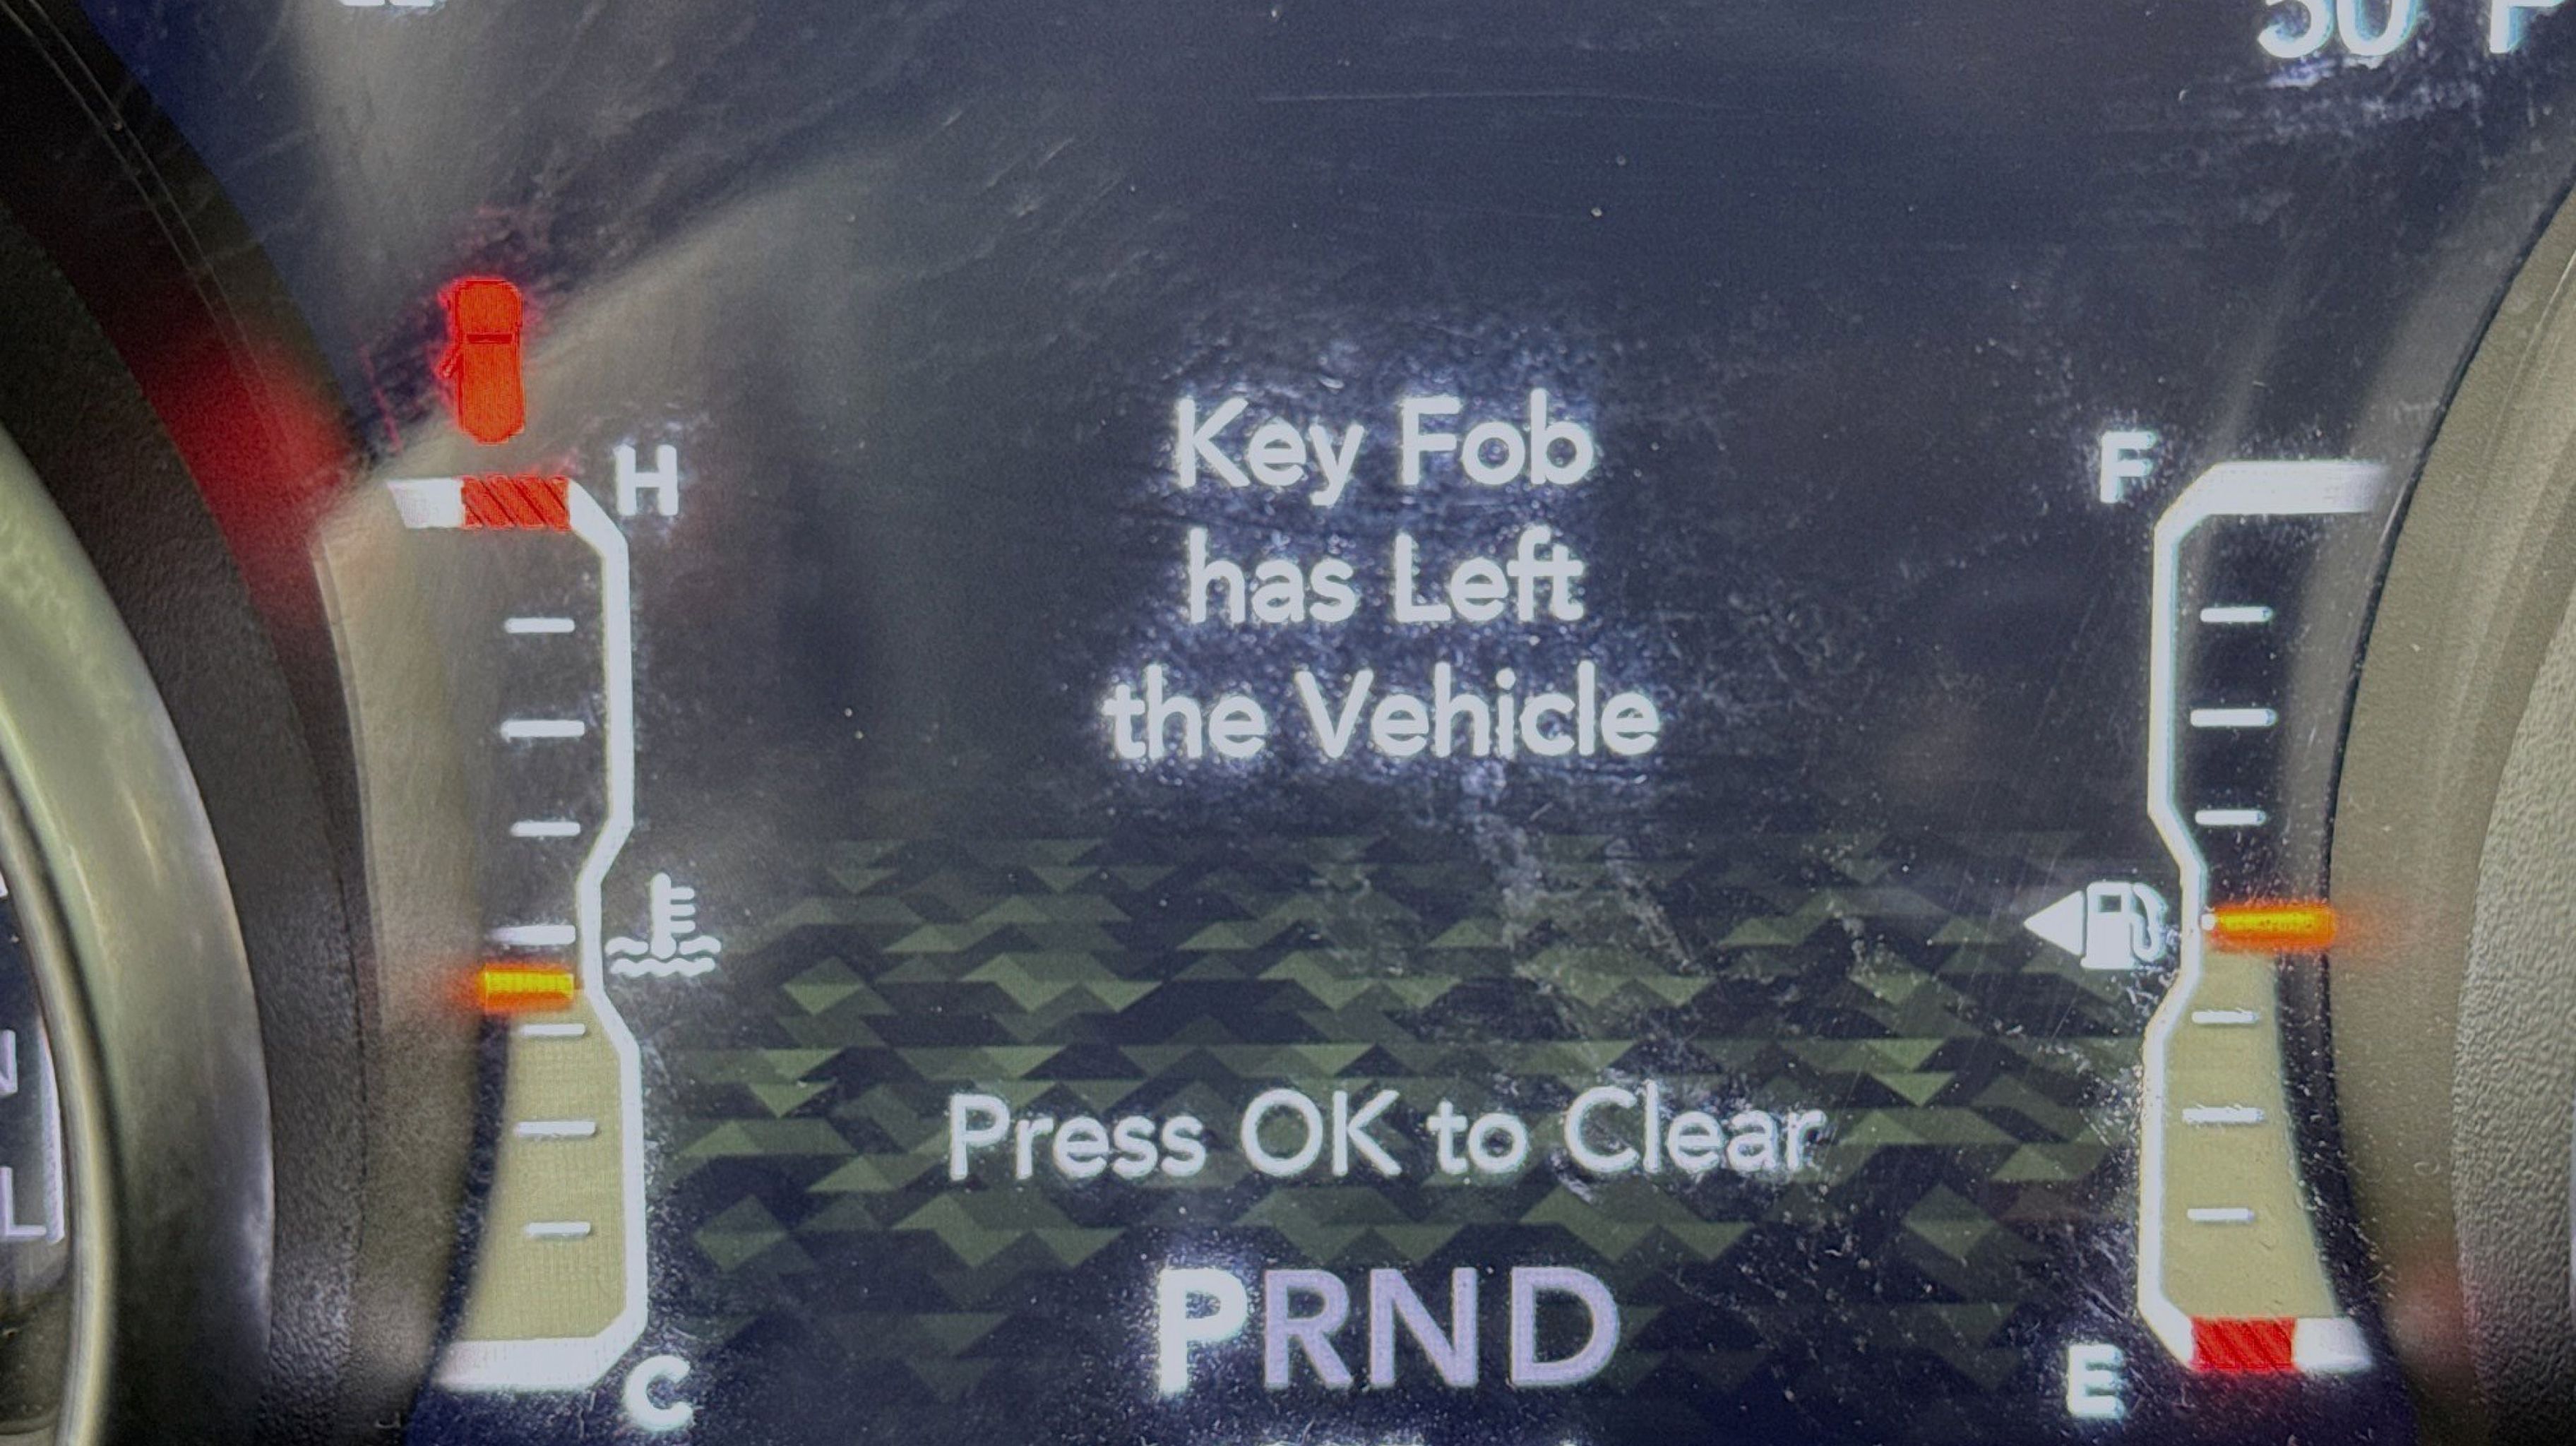 H
F
Key Fob
has Left
the Vehicle
Press OK to Clear
PRND
C
E